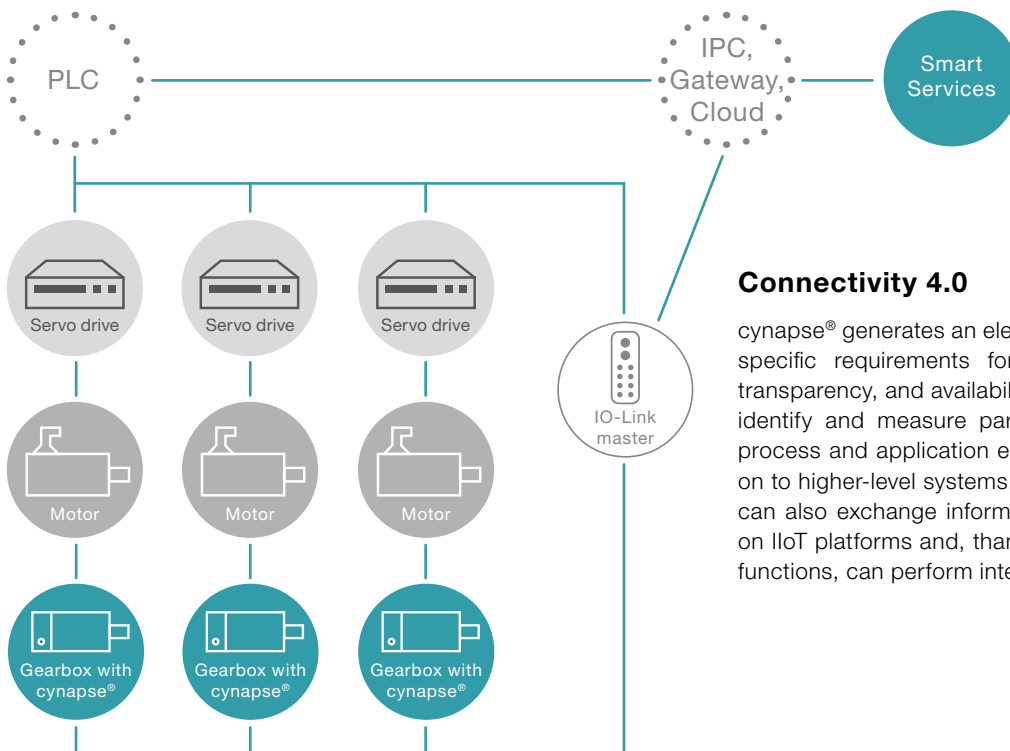 PLC
IPC,
Gateway,
Cloud
Smart
Services
Servo drive
Servo drive
Servo drive
Motor
Motor
Motor
IO-Link
master
Gearbox with
cynapse®
Gearbox with
cynapse®
Gearbox with
cynapse®
Connectivity 4.0
cynapse® generates an ele
specific requirements for
transparency, and availabil
identify and measure par
process and application e
on to higher-level systems.
can also exchange inform
on IIoT platforms and, than
functions, can perform inte